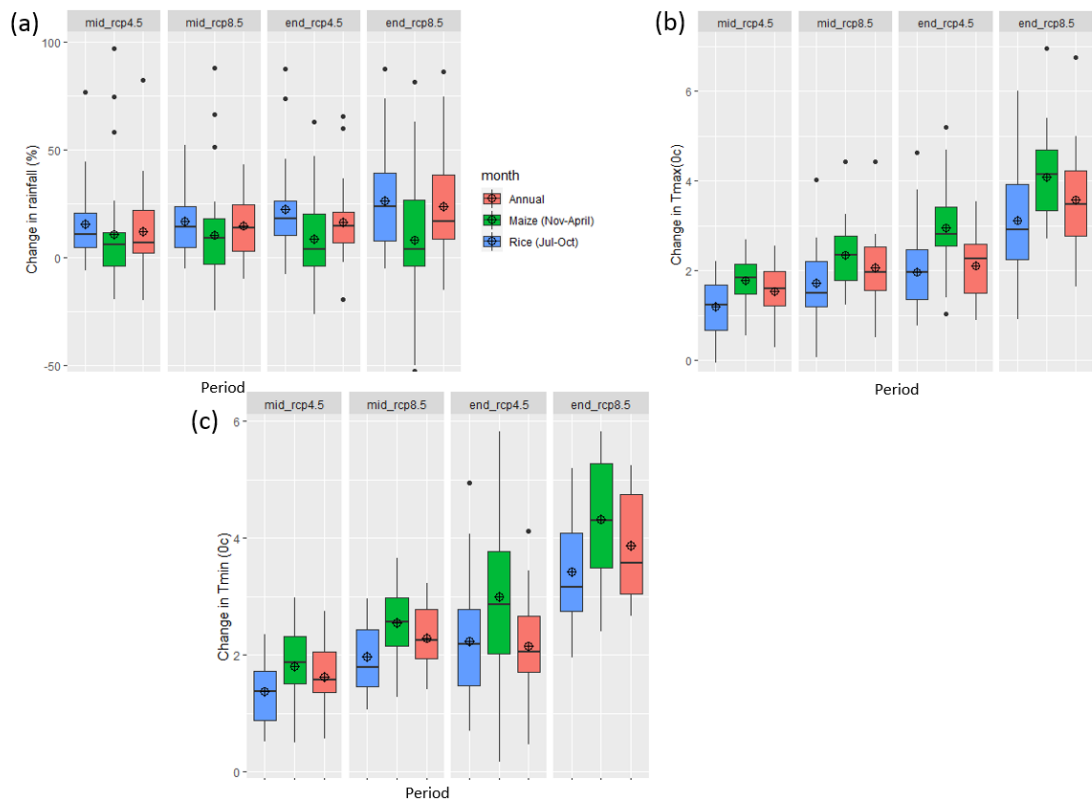 (a)
mid_rcp4.5 mid_rcp8.5 end_rcp4.5 end_rcp8.5
100
50
0
-50
Change in rainfall (%)
Period
month
Annual
Maize (Nov-April)
Rice (Jul-Oct)
(b)
mid_rcp4.5 mid_rcp8.5 end_rcp4.5 end_rcp8.5
6
4
2
0
Change in Tmax(0c)
Period
(c)
mid_rcp4.5 mid_rcp8.5 end_rcp4.5 end_rcp8.5
6
4
2
0
Change in Tmin (0c)
Period